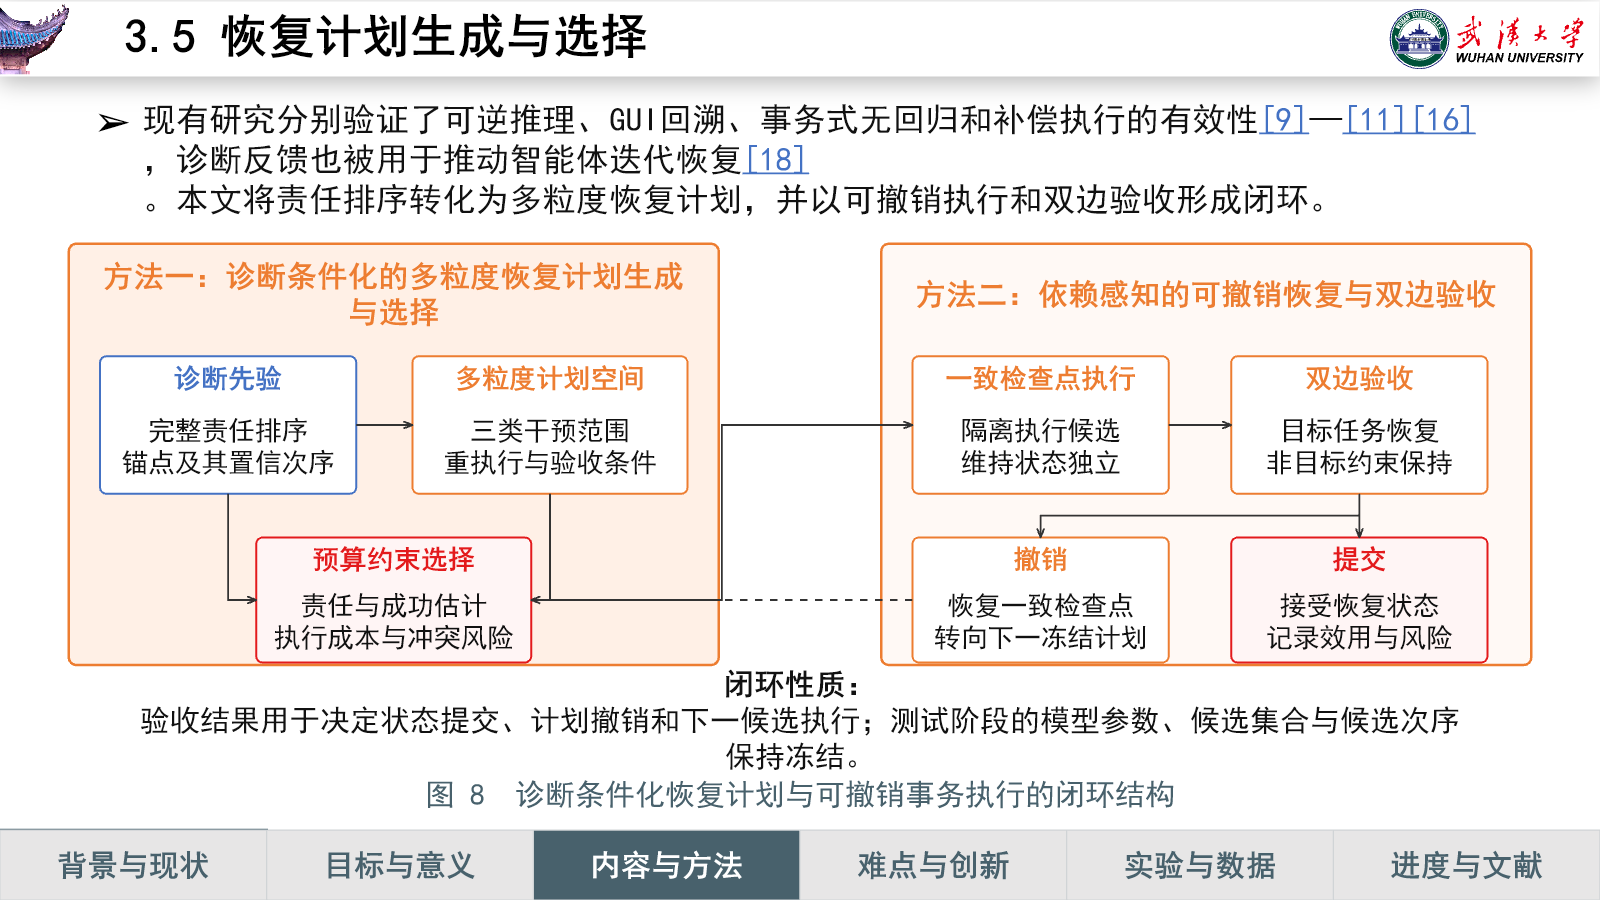 3.5 恢复计划生成与选择
武汉大学
WUHAN UNIVERSITY
➢ 现有研究分别验证了可逆推理、GUI回溯、事务式无回归和补偿执行的有效性[9]—[11][16]
，诊断反馈也被用于推动智能体迭代恢复[18]
。本文将责任排序转化为多粒度恢复计划，并以可撤销执行和双边验收形成闭环。
方法一：诊断条件化的多粒度恢复计划生成
与选择
诊断先验
完整责任排序
锚点及其置信次序
多粒度计划空间
三类干预范围
重执行与验收条件
预算约束选择
责任与成功估计
执行成本与冲突风险
方法二：依赖感知的可撤销恢复与双边验收
一致检查点执行
隔离执行候选
维持状态独立
双边验收
目标任务恢复
非目标约束保持
撤销
恢复一致检查点
转向下一冻结计划
提交
接受恢复状态
记录效用与风险
闭环性质：
验收结果用于决定状态提交、计划撤销和下一候选执行；测试阶段的模型参数、候选集合与候选次序
保持冻结。
图 8 诊断条件化恢复计划与可撤销事务执行的闭环结构
背景与现状
目标与意义
内容与方法
难点与创新
实验与数据
进度与文献